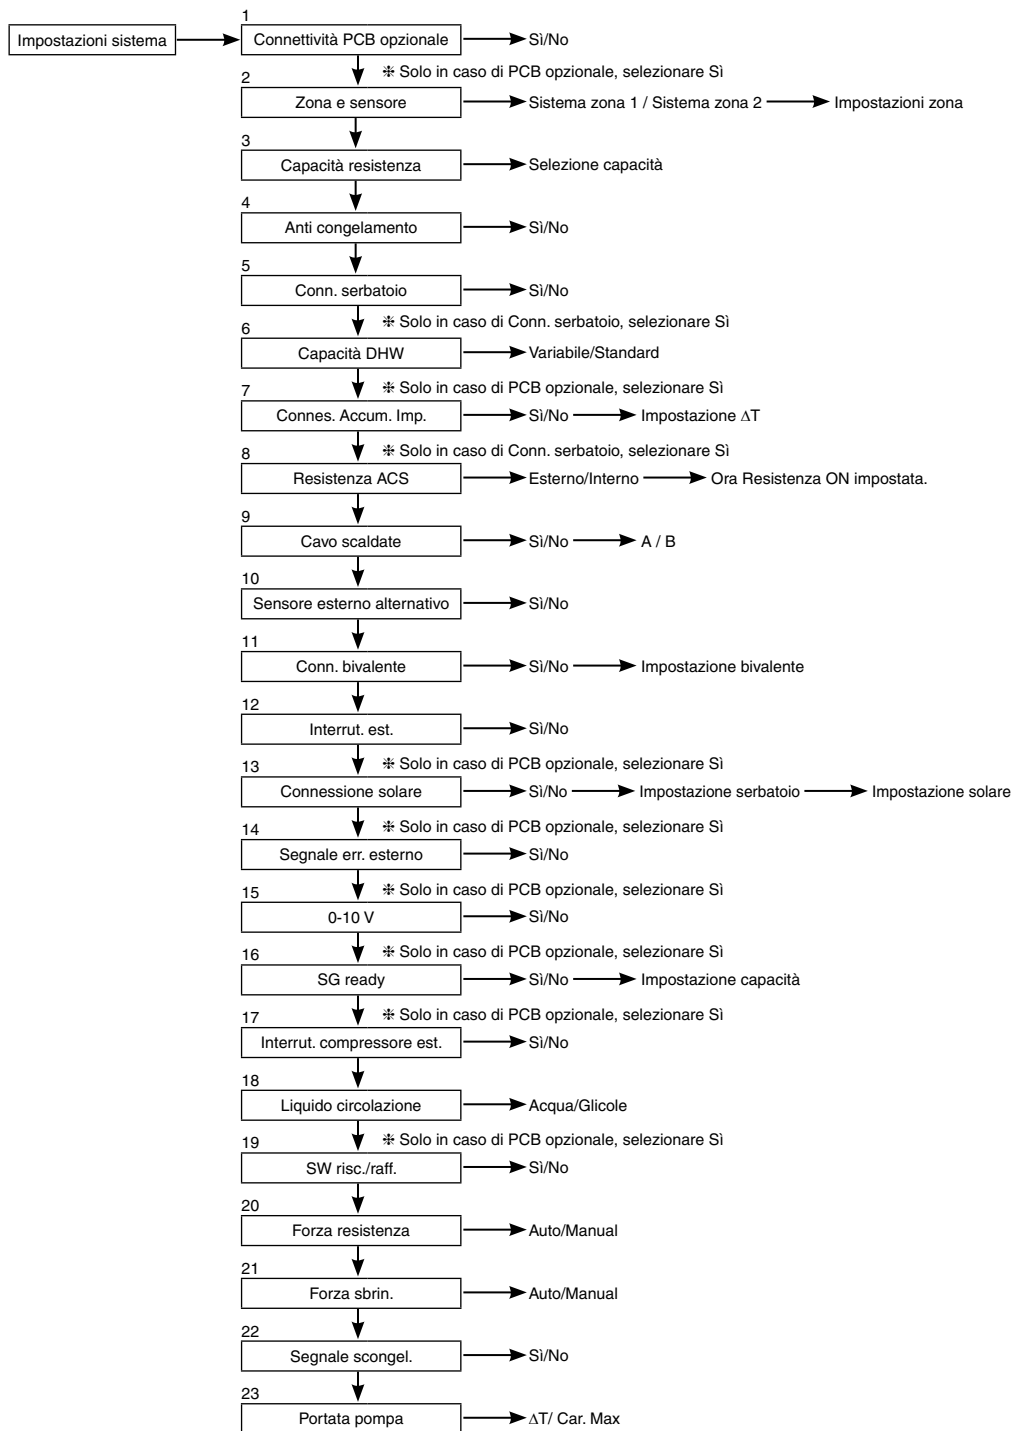 1
Impostazioni sistema Connettività PCB opzionale Sì/No
❉ Solo in caso di PCB opzionale, selezionare Sì
2
Zona e sensore Sistema zona 1 / Sistema zona 2 Impostazioni zona
3
Capacità resistenza Selezione capacità
4
Anti congelamento Sì/No
5
Conn. serbatoio Sì/No
❉ Solo in caso di Conn. serbatoio, selezionare Sì
6
Capacità DHW Variabile/Standard
❉ Solo in caso di PCB opzionale, selezionare Sì
7
Connes. Accum. Imp. Sì/No Impostazione ∆T
❉ Solo in caso di Conn. serbatoio, selezionare Sì
8
Resistenza ACS Esterno/Interno Ora Resistenza ON impostata.
9
Cavo scaldate Sì/No A / B
10
Sensore esterno alternativo Sì/No
11
Conn. bivalente Sì/No Impostazione bivalente
12
Interrut. est. Sì/No
❉ Solo in caso di PCB opzionale, selezionare Sì
13
Connessione solare Sì/No Impostazione serbatoio Impostazione solare
❉ Solo in caso di PCB opzionale, selezionare Sì
14
Segnale err. esterno Sì/No
❉ Solo in caso di PCB opzionale, selezionare Sì
15
0-10 V Sì/No
❉ Solo in caso di PCB opzionale, selezionare Sì
16
SG ready Sì/No Impostazione capacità
❉ Solo in caso di PCB opzionale, selezionare Sì
17
Interrut. compressore est. Sì/No
18
Liquido circolazione Acqua/Glicole
❉ Solo in caso di PCB opzionale, selezionare Sì
19
SW risc./raff. Sì/No
20
Forza resistenza Auto/Manual
21
Forza sbrin. Auto/Manual
22
Segnale scongel. Sì/No
23
Portata pompa ∆T/ Car. Max